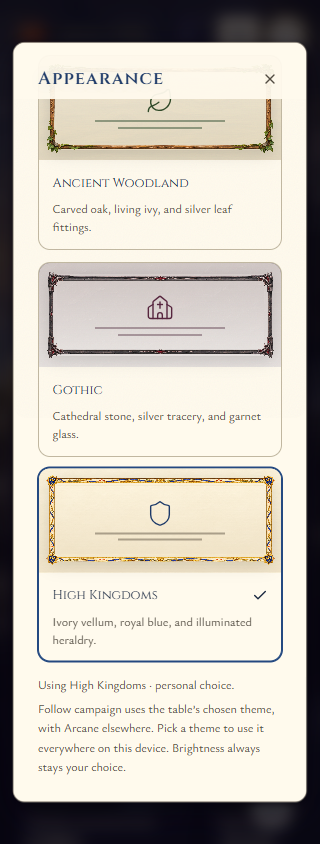 Appearance
Ancient Woodland
Carved oak, living ivy, and silver leaf
fittings.
Gothic
Cathedral stone, silver tracery, and garnet
glass.
High Kingdoms
Ivory vellum, royal blue, and illuminated
heraldry.
Using High Kingdoms · personal choice.
Follow campaign uses the table's chosen theme,
with Arcane elsewhere. Pick a theme to use it
everywhere on this device. Brightness always
stays your choice.